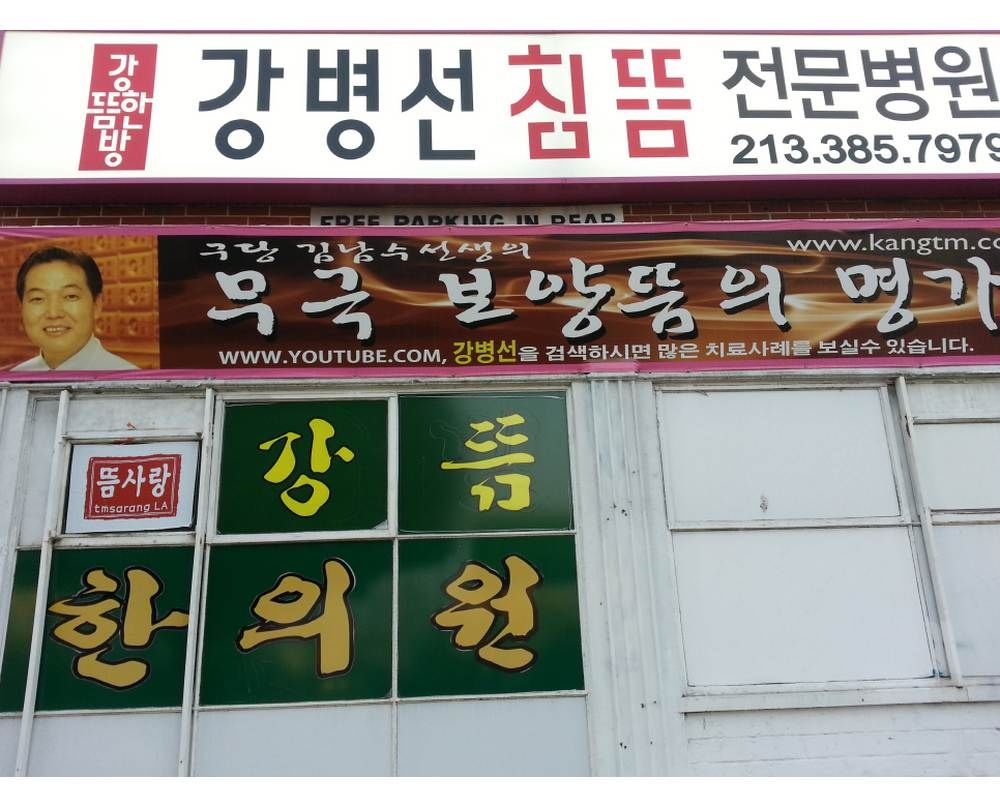 강
뜸한
방
강병선침뜸
전문병원
213.385.7979
FREE PARKING IN REAR
구당 김남수선생의
www.kangtm.co
무극 보양뜸의 명가
WWW.YOUTUBE.COM, 강병선을 검색하시면 많은 치료사례를 보실수 있습니다.
뜸사랑
tmsarang LA
강뜸
한의원